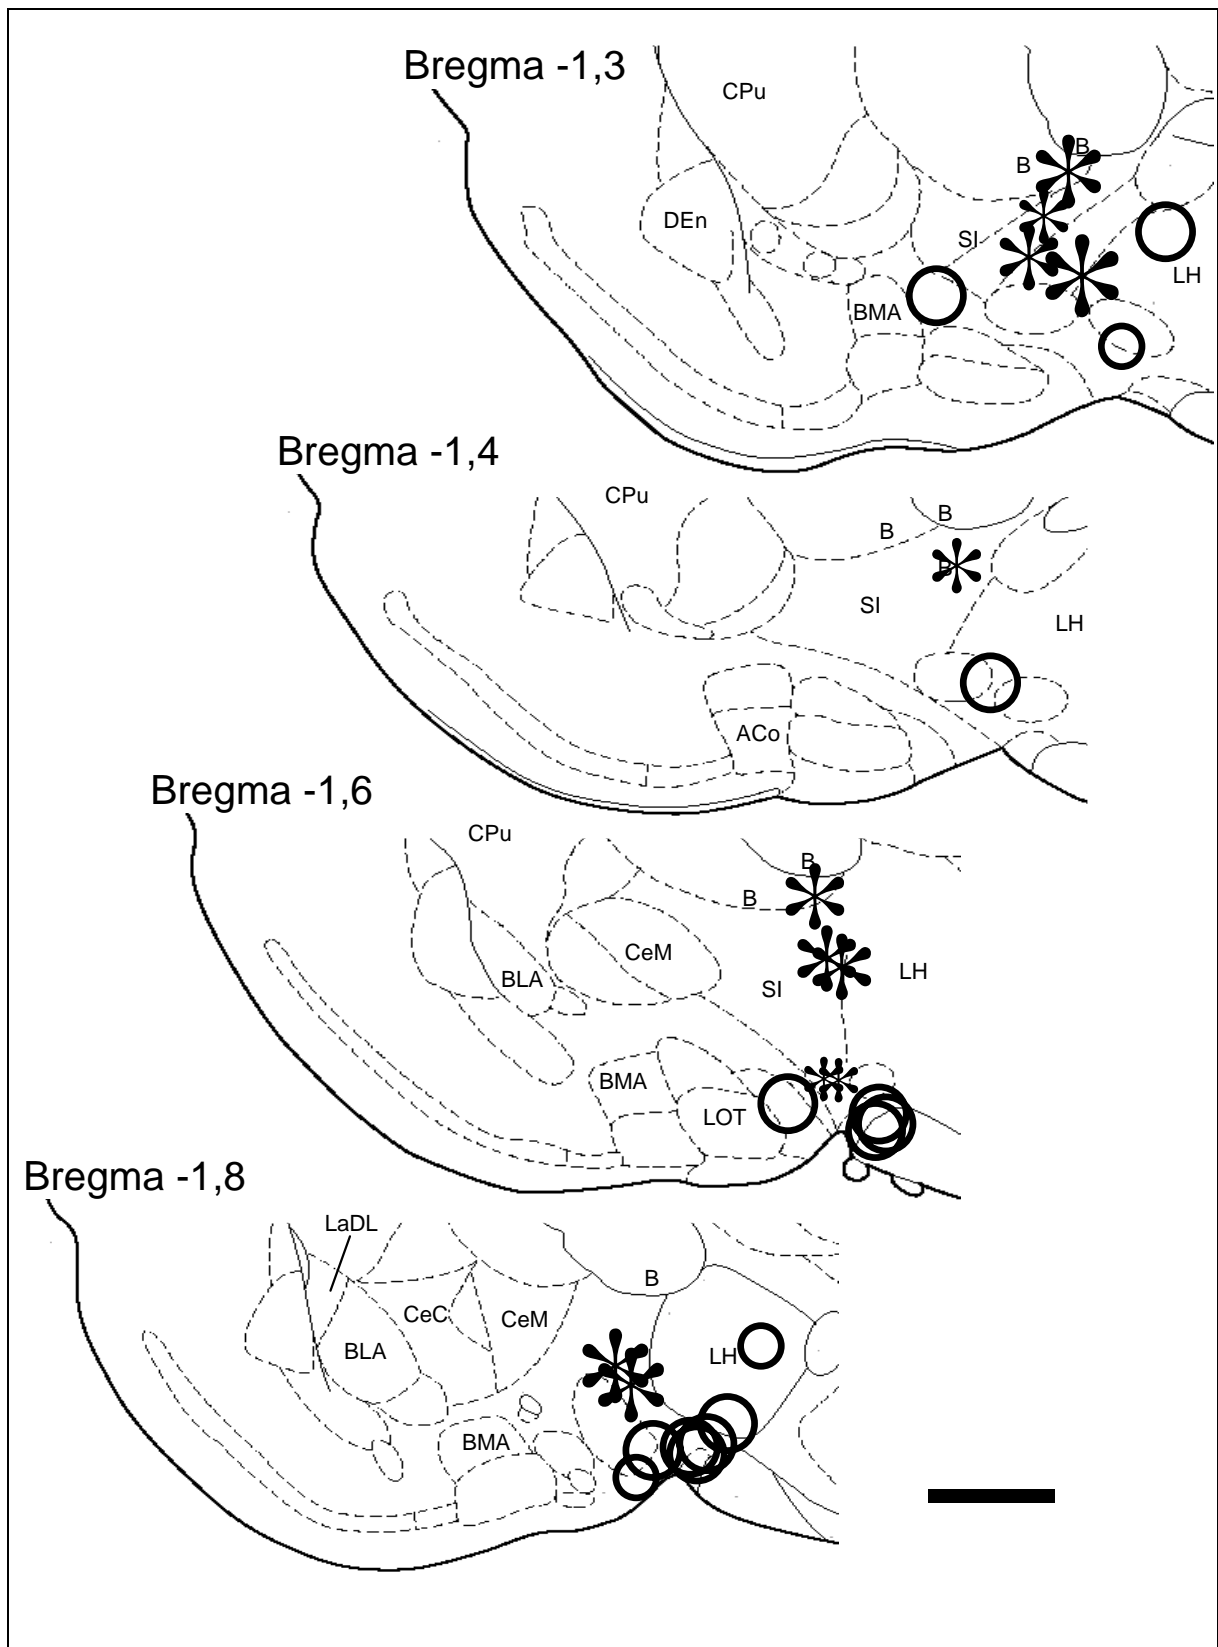 Bregma -1,3
CPu
B
B
DEn
SI
LH
BMA
Bregma -1,4
CPu
B
B
B
SI
LH
ACo
Bregma -1,6
CPu
B
B
CeM
BLA
LH
SI
BMA
LOT
Bregma -1,8
LaDL
B
CeC
CeM
BLA
LH
BMA